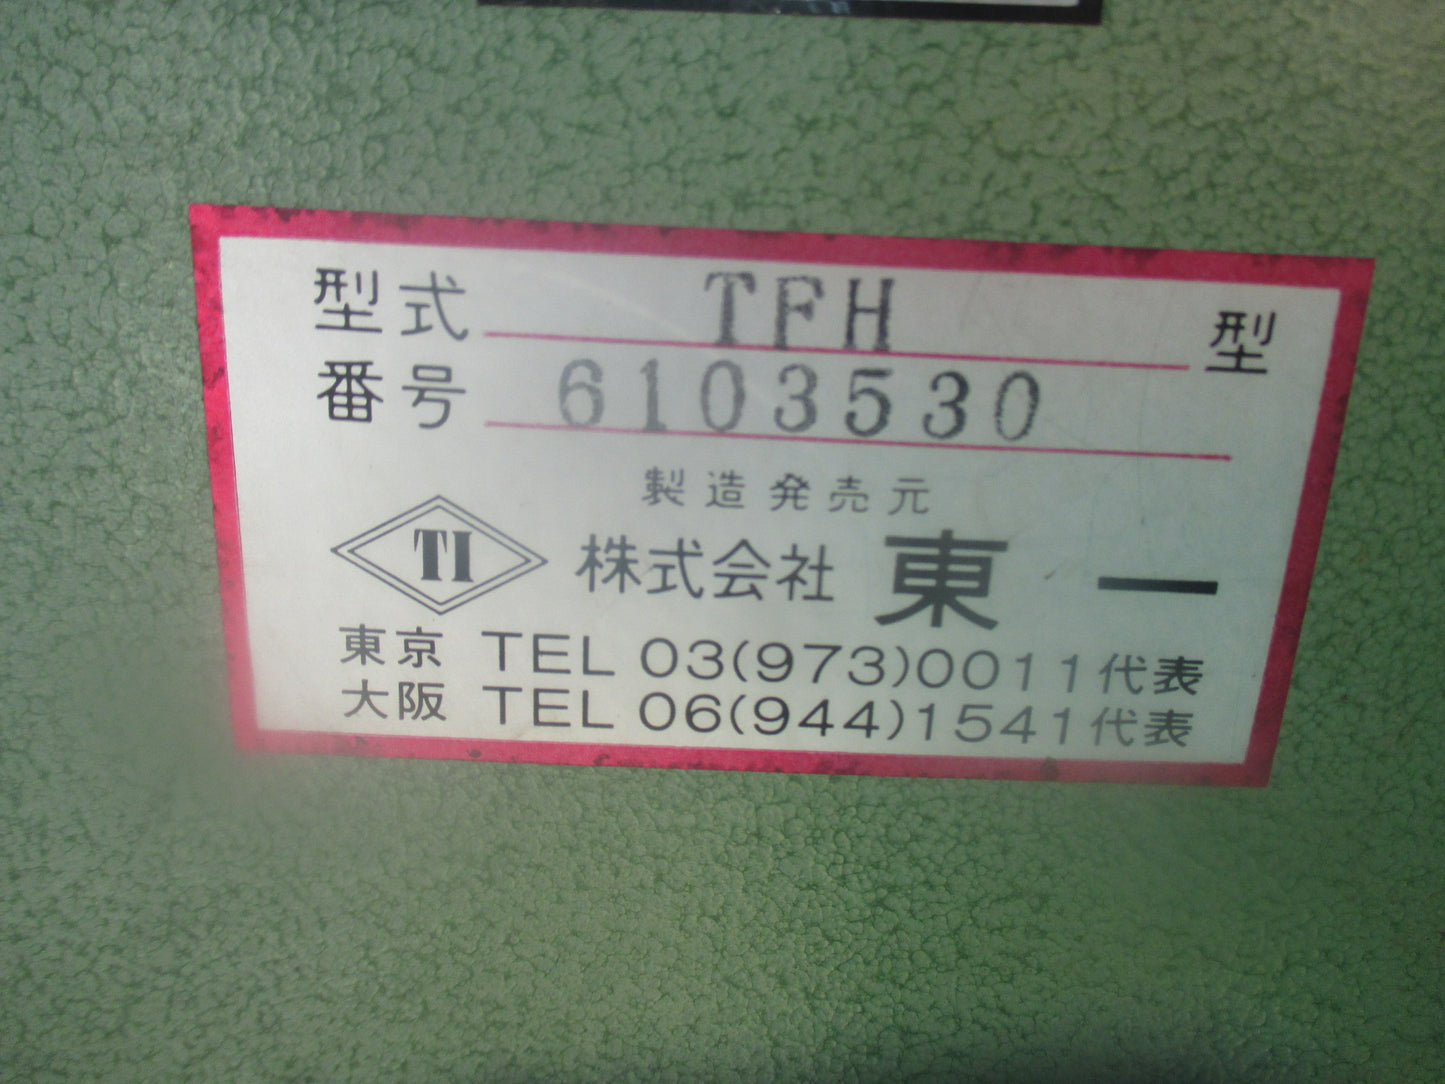 型式 TFH 型
番号 6103530
製造発売元
TI 株式会社 東一
東京 TEL 03(973)0011代表
大阪 TEL 06(944)1541代表